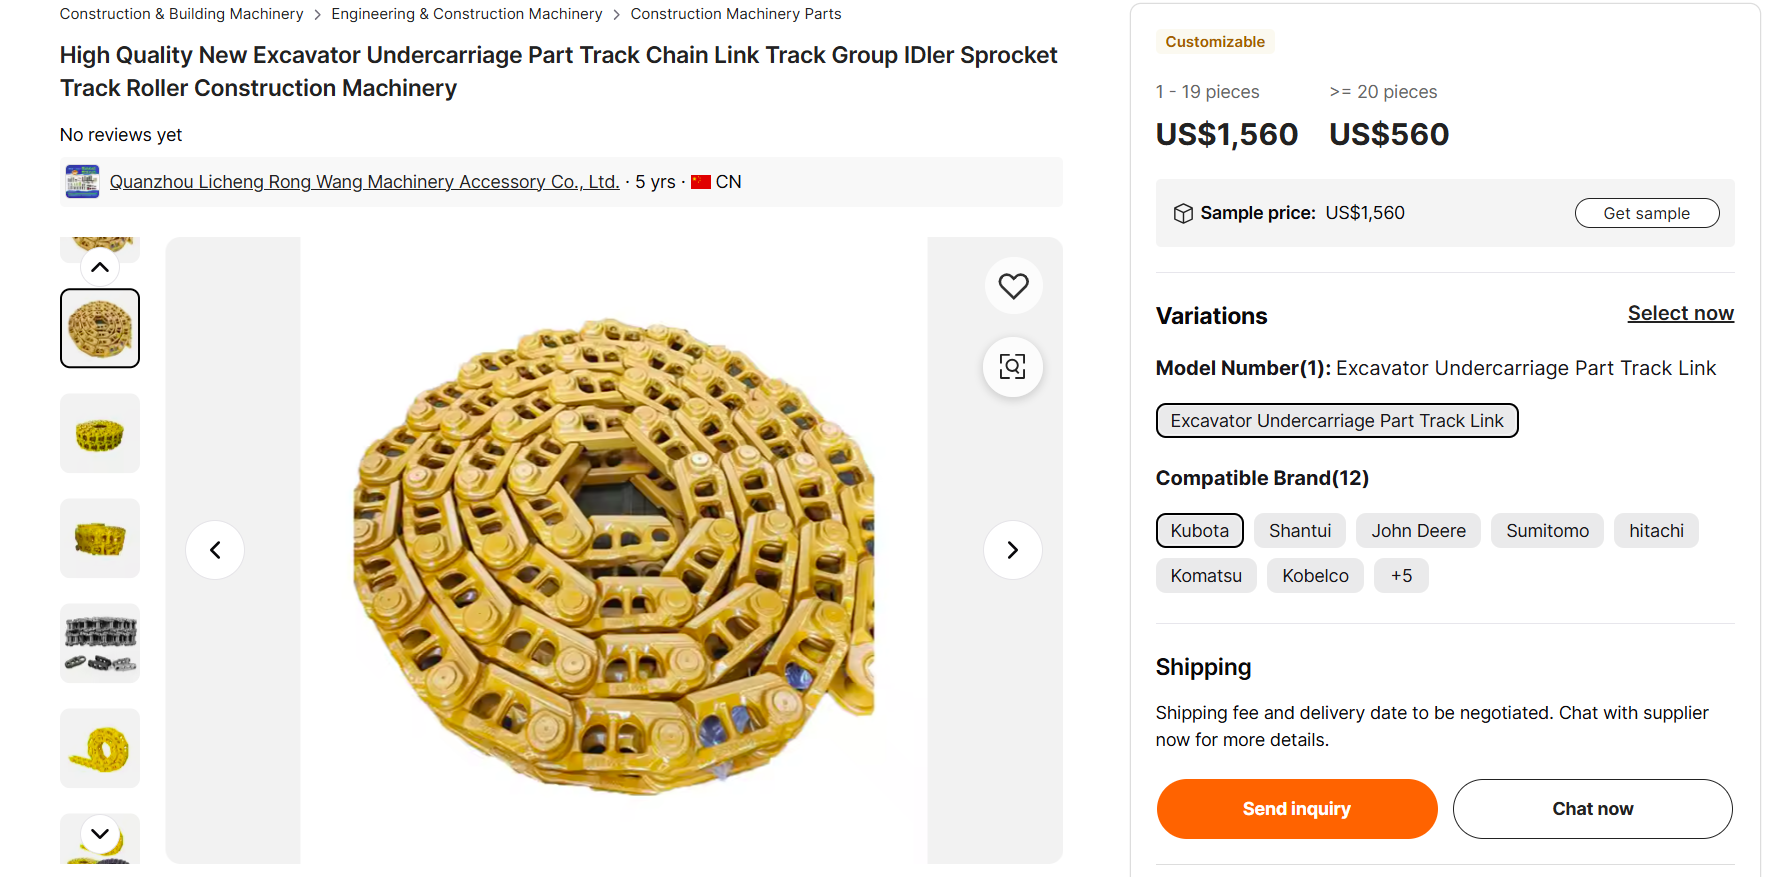 Construction & Building Machinery > Engineering & Construction Machinery > Construction Machinery Parts
High Quality New Excavator Undercarriage Part Track Chain Link Track Group IDler Sprocket
Track Roller Construction Machinery
No reviews yet
Quanzhou Licheng Rong Wang Machinery Accessory Co., Ltd. · 5 yrs · CN
Customizable
1 - 19 pieces >= 20 pieces
US$1,560 US$560
Sample price: US$1,560 Get sample
Variations Select now
Model Number(1): Excavator Undercarriage Part Track Link
Excavator Undercarriage Part Track Link
Compatible Brand(12)
Kubota Shantui John Deere Sumitomo hitachi
Komatsu Kobelco +5
Shipping
Shipping fee and delivery date to be negotiated. Chat with supplier
now for more details.
Send inquiry Chat now